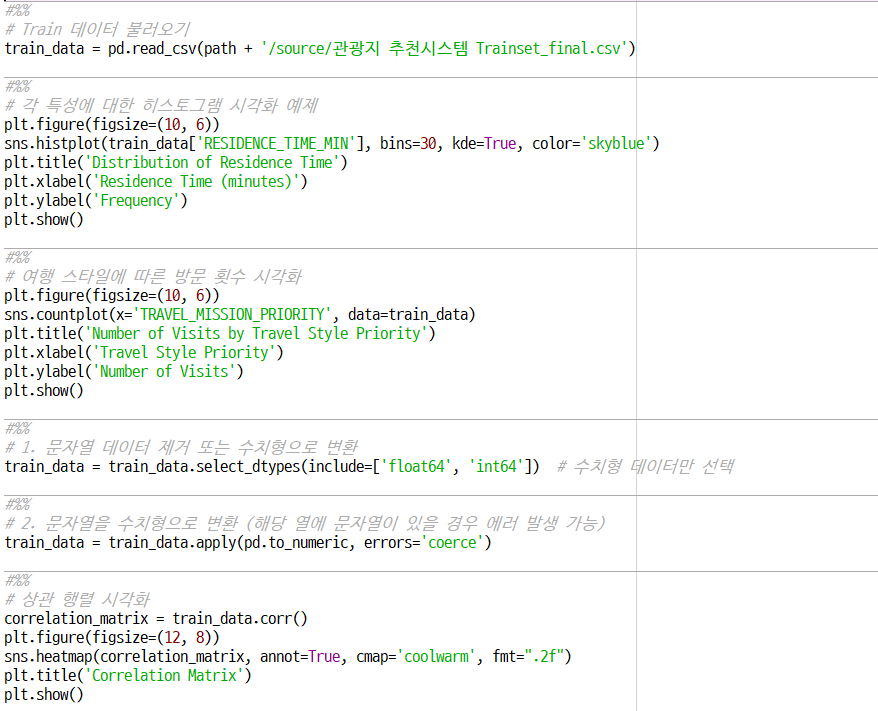 #%%
# Train 데이터 불러오기
train_data = pd.read_csv(path + '/source/관광지 추천시스템 Trainset_final.csv')
#%%
# 각 특성에 대한 히스토그램 시각화 예제
plt.figure(figsize=(10, 6))
sns.histplot(train_data['RESIDENCE_TIME_MIN'], bins=30, kde=True, color='skyblue')
plt.title('Distribution of Residence Time')
plt.xlabel('Residence Time (minutes)')
plt.ylabel('Frequency')
plt.show()
#%%
# 여행 스타일에 따른 방문 횟수 시각화
plt.figure(figsize=(10, 6))
sns.countplot(x='TRAVEL_MISSION_PRIORITY', data=train_data)
plt.title('Number of Visits by Travel Style Priority')
plt.xlabel('Travel Style Priority')
plt.ylabel('Number of Visits')
plt.show()
#%%
# 1. 문자열 데이터 제거 또는 수치형으로 변환
train_data = train_data.select_dtypes(include=['float64', 'int64'])  # 수치형 데이터만 선택
#%%
# 2. 문자열을 수치형으로 변환 (해당 열에 문자열이 있을 경우 에러 발생 가능)
train_data = train_data.apply(pd.to_numeric, errors='coerce')
#%%
# 상관 행렬 시각화
correlation_matrix = train_data.corr()
plt.figure(figsize=(12, 8))
sns.heatmap(correlation_matrix, annot=True, cmap='coolwarm', fmt=".2f")
plt.title('Correlation Matrix')
plt.show()